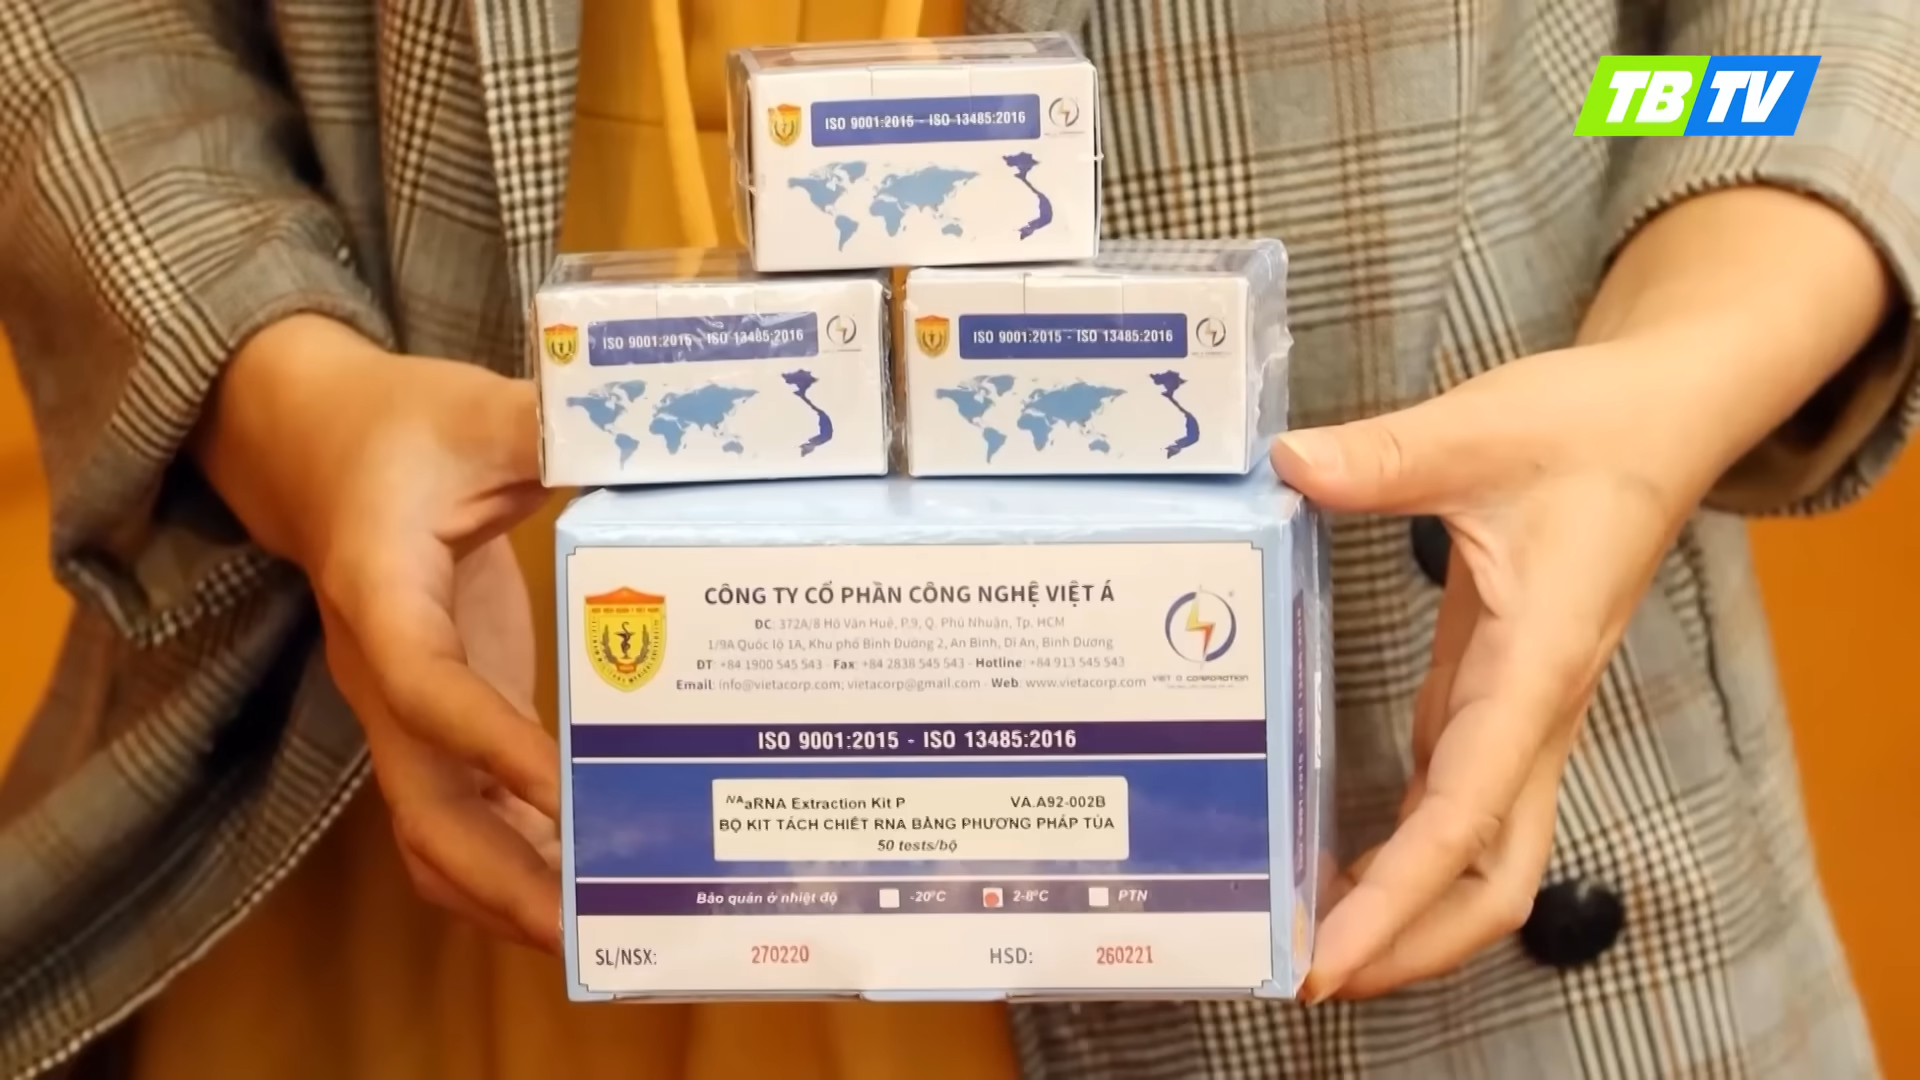 TBTV
ISO 9001:2015 - ISO 13485:2016
ISO 9001:2015 - ISO 13485:2016
ISO 9001:2015 - ISO 13485:2016
CÔNG TY CỔ PHẦN CÔNG NGHỆ VIỆT Á
ĐC: 372A/8 Hồ Văn Huê, P.9, Q. Phú Nhuận, Tp. HCM
1/9A Quốc lộ 1A, Khu phố Bình Dương 2, An Bình, Dĩ An, Bình Dương
ĐT: +84 1900 545 543 - Fax: +84 2838 545 543 - Hotline: +84 913 545 543
Email: info@vietacorp.com; vietacorp@gmail.com - Web: www.vietacorp.com
VIET A CORPORATION
ISO 9001:2015 - ISO 13485:2016
iVAaRNA Extraction Kit P VA.A92-002B
BỘ KIT TÁCH CHIẾT RNA BẰNG PHƯƠNG PHÁP TỦA
50 tests/bộ
Bảo quản ở nhiệt độ -20°C 2-8°C PTN
SL/NSX: 270220 HSD: 260221